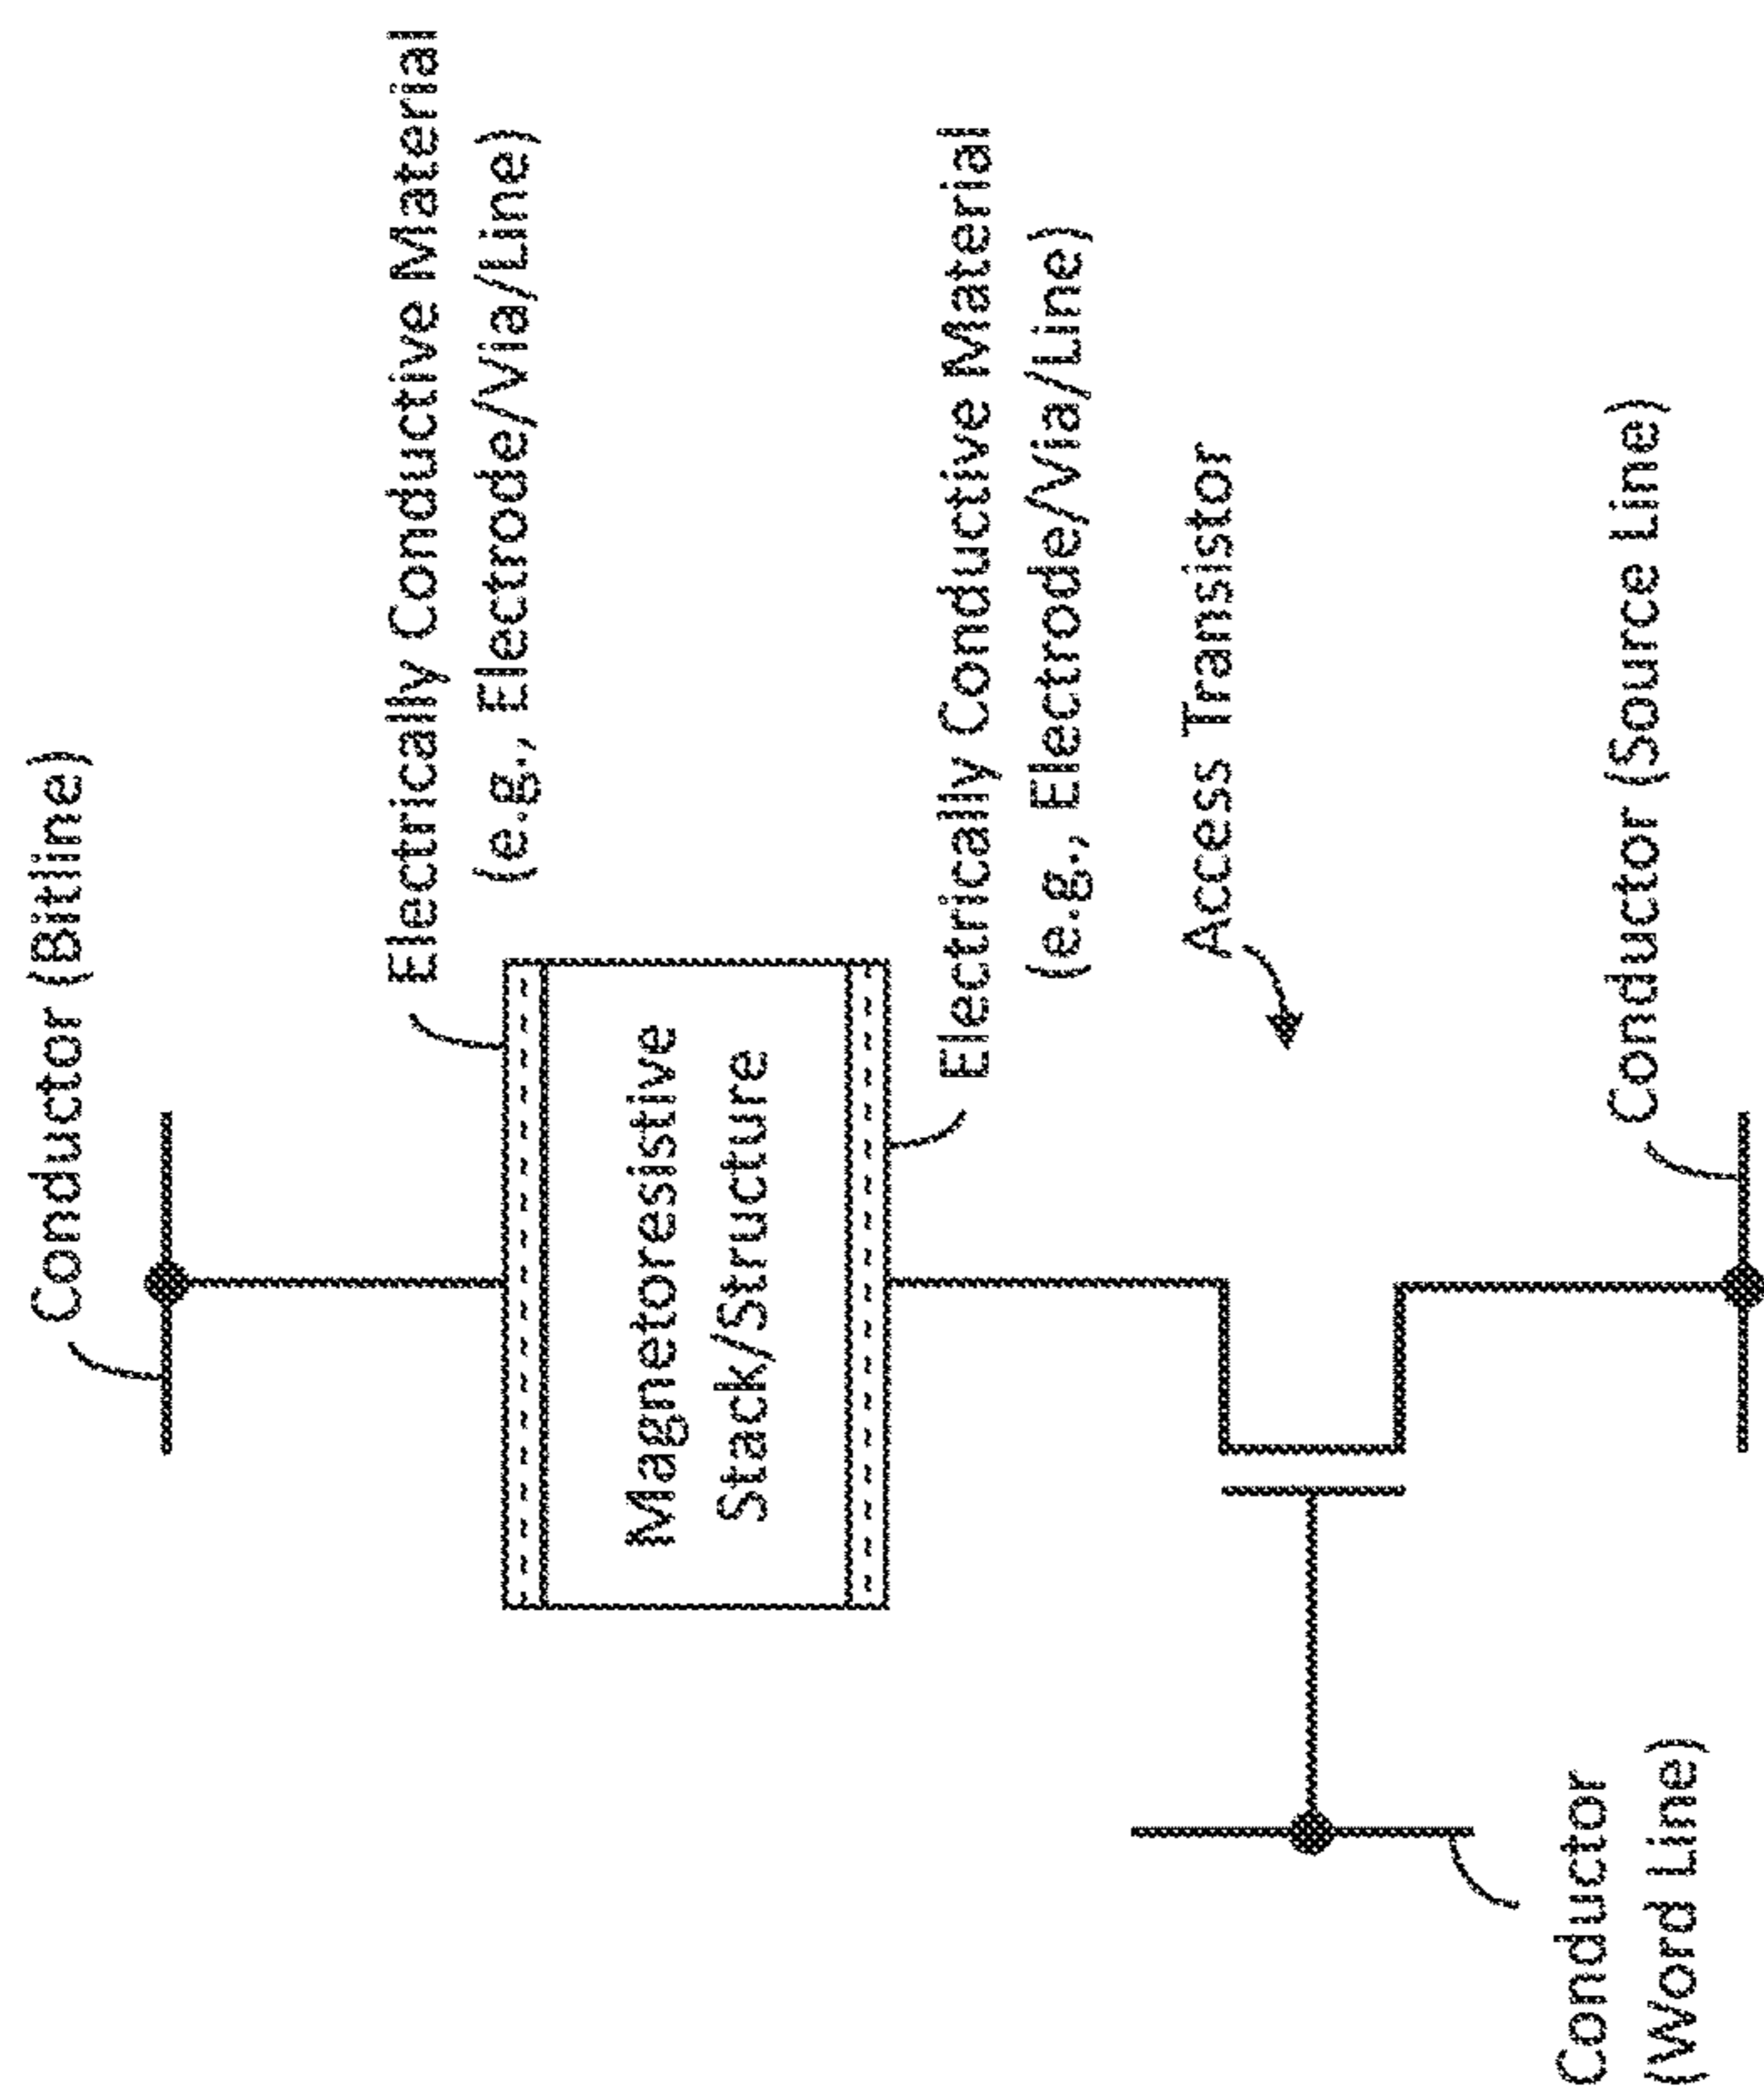 Conductor (Bitline)
Electrically Conductive Material
(e.g., Electrode/Via/Line)
Magnetoresistive
Stack/Structure
Electrically Conductive Material
(e.g., Electrode/Via/Line)
Access Transistor
Conductor
(Word Line)
Conductor (Source Line)